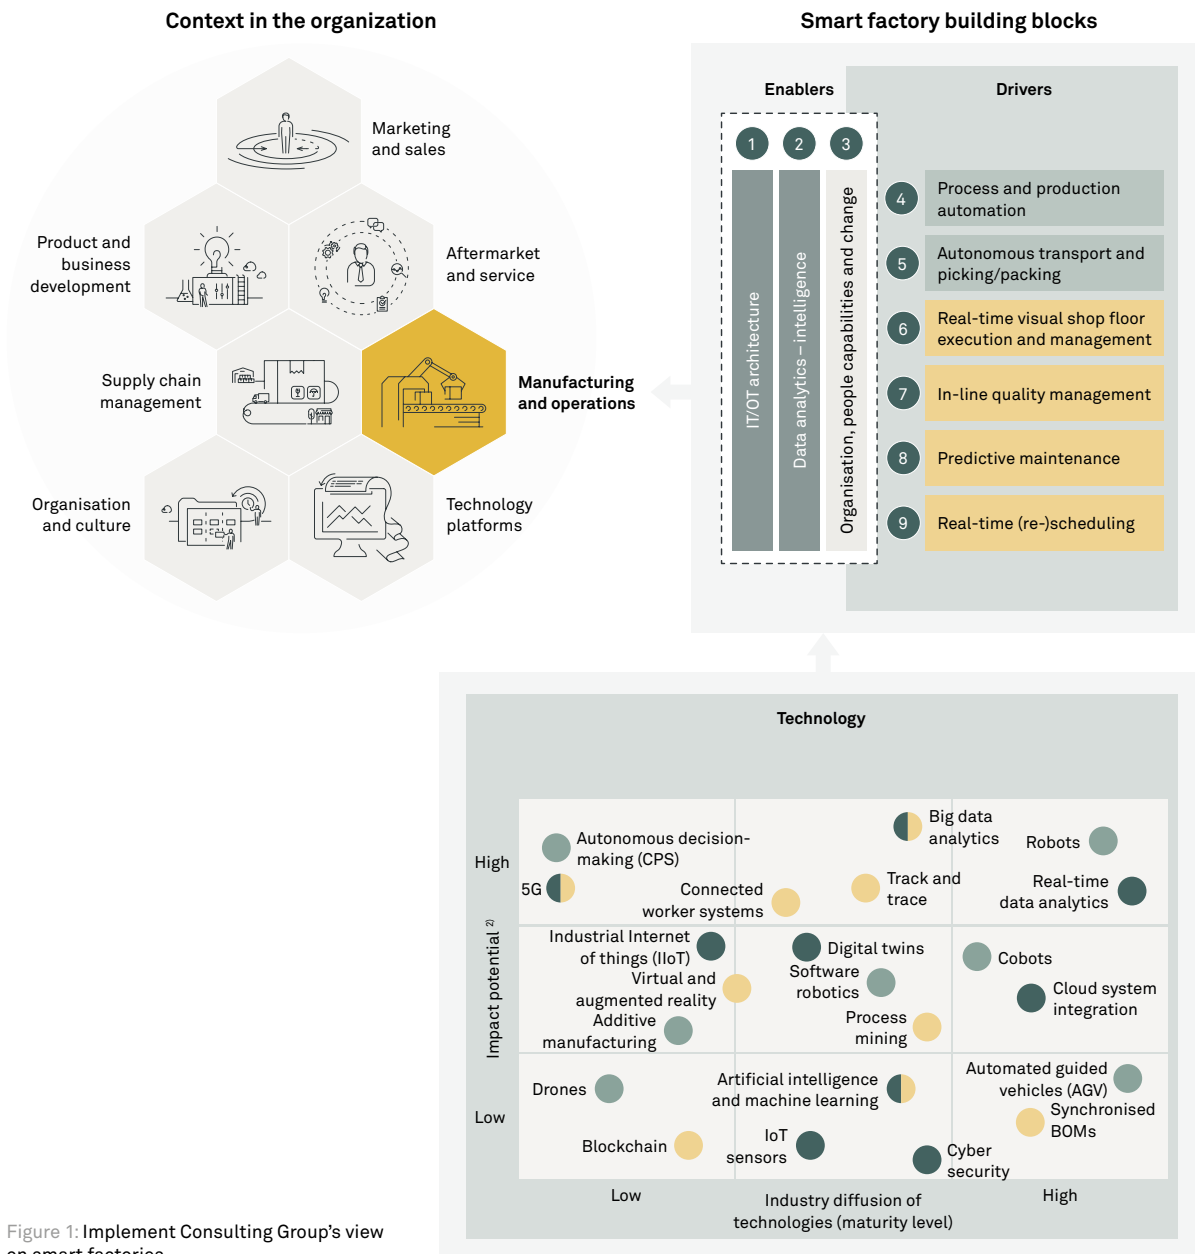 Context in the organization
Marketing
and sales
Product and
business
development
Aftermarket
and service
Supply chain
management
Manufacturing
and operations
Organisation
and culture
Technology
platforms
Smart factory building blocks
Enablers
Drivers
1
2
3
IT/OT architecture
Data analytics – intelligence
Organisation, people capabilities and change
4
Process and production
automation
5
Autonomous transport and
picking/packing
6
Real-time visual shop floor
execution and management
7
In-line quality management
8
Predictive maintenance
9
Real-time (re-)scheduling
Technology
Impact potential 2)
High
Low
Autonomous decision-
making (CPS)
5G
Big data
analytics
Connected
worker systems
Track and
trace
Robots
Real-time
data analytics
Industrial Internet
of things (IIoT)
Virtual and
augmented reality
Additive
manufacturing
Digital twins
Software
robotics
Process
mining
Cobots
Cloud system
integration
Drones
Blockchain
Artificial intelligence
and machine learning
IoT
sensors
Cyber
security
Automated guided
vehicles (AGV)
Synchronised
BOMs
Low
Industry diffusion of
technologies (maturity level)
High
Figure 1: Implement Consulting Group's view
on smart factories